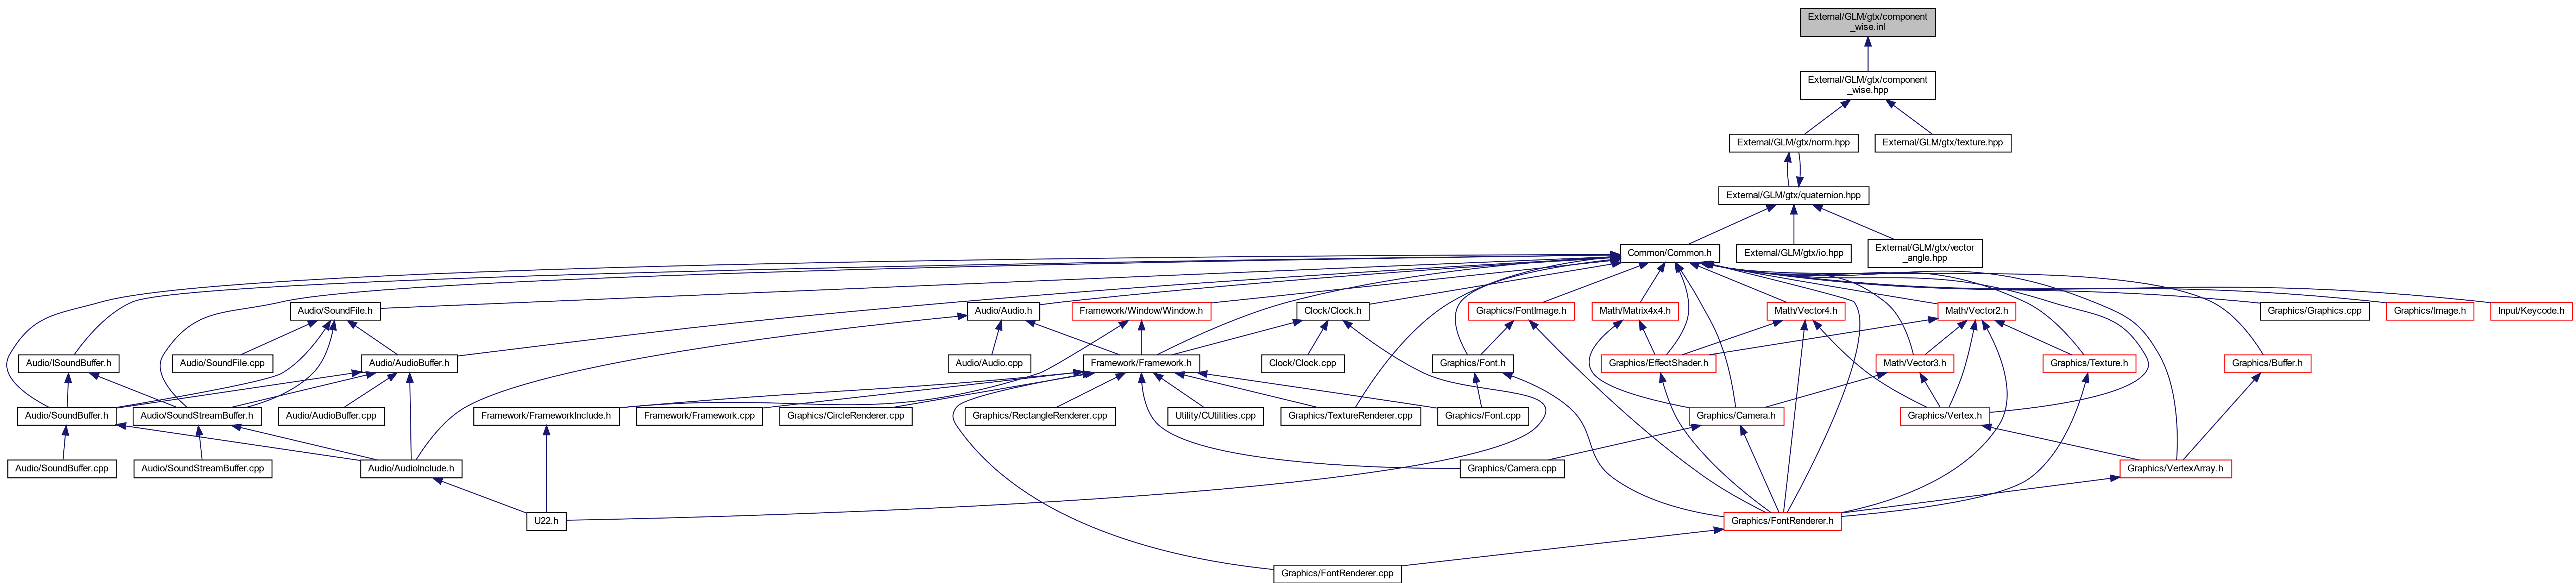 External/GLM/gtx/component
_wise.inl
External/GLM/gtx/component
_wise.hpp
External/GLM/gtx/norm.hpp
External/GLM/gtx/texture.hpp
External/GLM/gtx/quaternion.hpp
Common/Common.h
External/GLM/gtx/io.hpp
External/GLM/gtx/vector
_angle.hpp
Audio/SoundFile.h
Audio/Audio.h
Framework/Window/Window.h
Clock/Clock.h
Graphics/FontImage.h
Math/Matrix4x4.h
Math/Vector4.h
Math/Vector2.h
Graphics/Graphics.cpp
Graphics/Image.h
Input/Keycode.h
Audio/ISoundBuffer.h
Audio/SoundFile.cpp
Audio/AudioBuffer.h
Audio/Audio.cpp
Framework/Framework.h
Clock/Clock.cpp
Graphics/Font.h
Graphics/EffectShader.h
Math/Vector3.h
Graphics/Texture.h
Graphics/Buffer.h
Audio/SoundBuffer.h
Audio/SoundStreamBuffer.h
Audio/AudioBuffer.cpp
Framework/FrameworkInclude.h
Framework/Framework.cpp
Graphics/CircleRenderer.cpp
Graphics/RectangleRenderer.cpp
Utility/CUtilities.cpp
Graphics/TextureRenderer.cpp
Graphics/Font.cpp
Graphics/Camera.h
Graphics/Vertex.h
Audio/SoundBuffer.cpp
Audio/SoundStreamBuffer.cpp
Audio/AudioInclude.h
Graphics/Camera.cpp
Graphics/VertexArray.h
U22.h
Graphics/FontRenderer.h
Graphics/FontRenderer.cpp